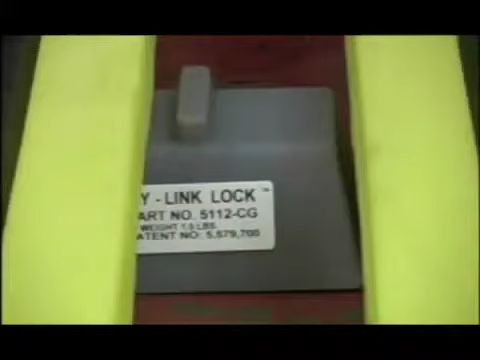 Y - LINK LOCK™
ART NO. 5112-CG
WEIGHT 1.5 LBS.
ATENT NO: 5,579,700